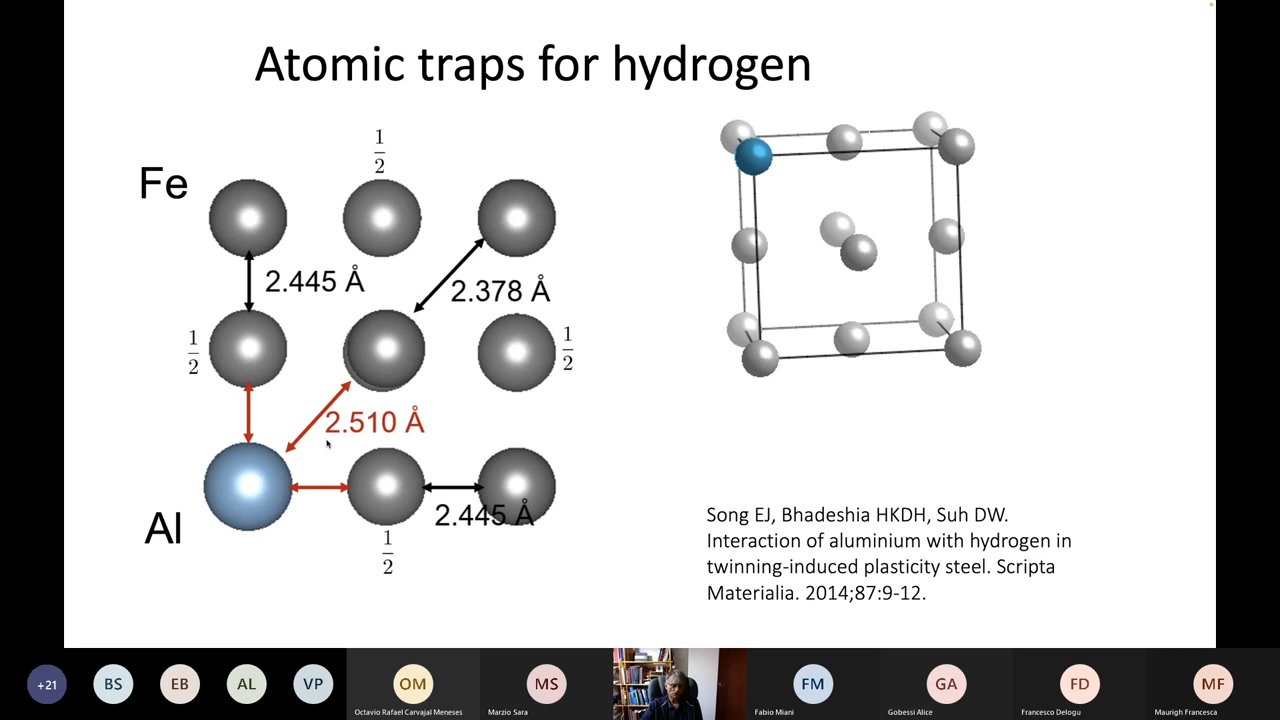 Atomic traps for hydrogen
1/2
Fe
2.445 Å
2.378 Å
1/2
1/2
2.510 Å
2.445 Å
Al
1/2
Song EJ, Bhadeshia HKDH, Suh DW.
Interaction of aluminium with hydrogen in
twinning-induced plasticity steel. Scripta
Materialia. 2014;87:9-12.
+21
BS
EB
AL
VP
OM
MS
FM
GA
FD
MF
Octavio Rafael Carvajal Meneses
Marzio Sara
Fabio Miani
Gobessi Alice
Francesco Delogu
Maurigh Francesca